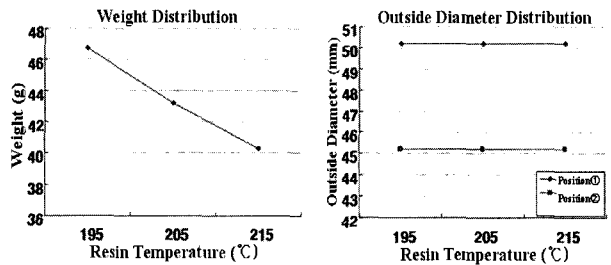 Weight Distribution
48
46
44
42
40
38
36
Weight (g)
195 205 215
Resin Temperature (℃)
Outside Diameter Distribution
51
50
49
48
47
46
45
44
43
42
Outside Diameter (mm)
Position①
Position②
195 205 215
Resin Temperature (℃)